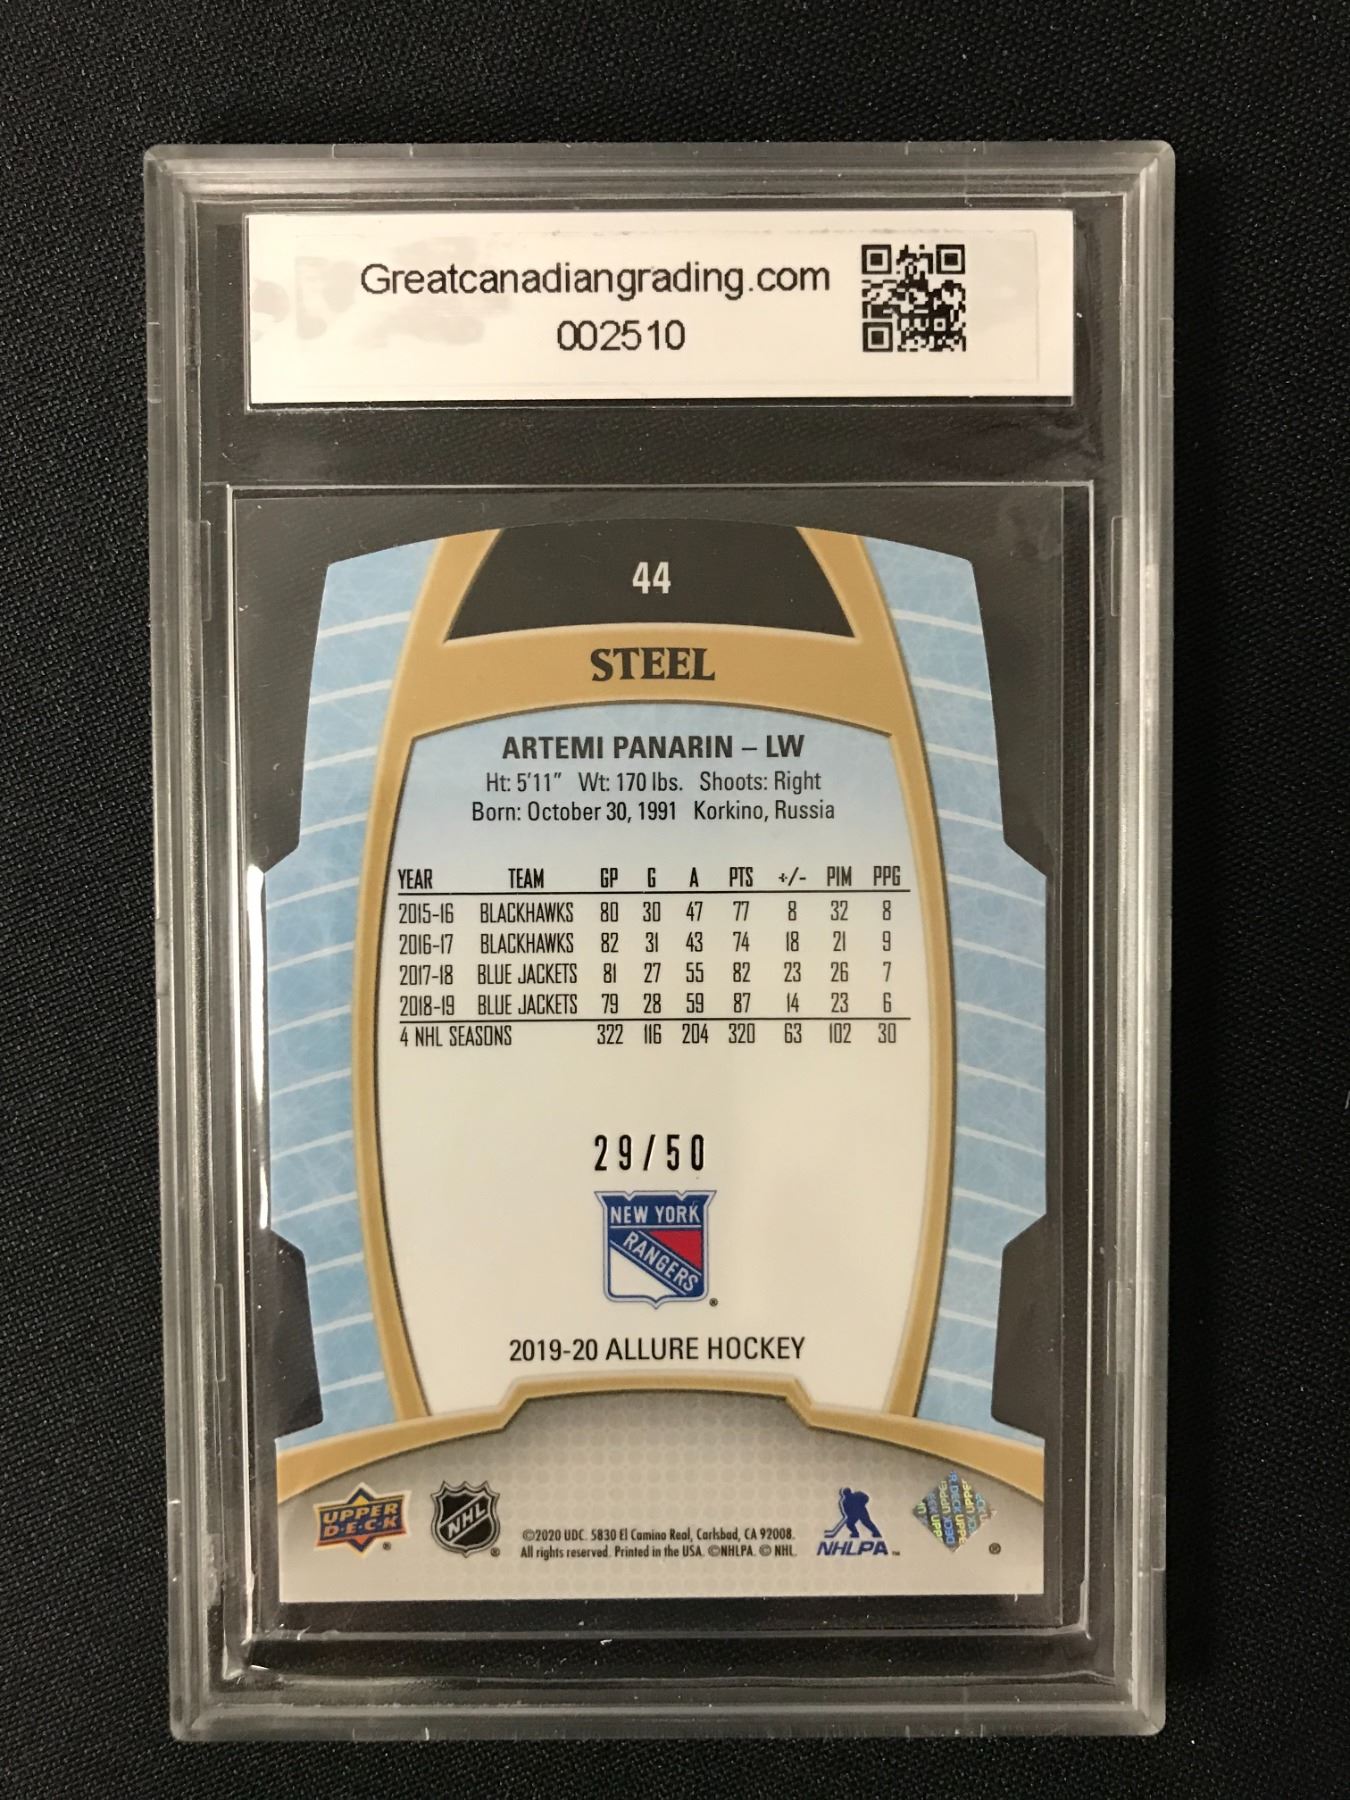 Greatcanadiangrading.com
002510
44
STEEL
ARTEMI PANARIN – LW
Ht: 5'11" Wt: 170 lbs. Shoots: Right
Born: October 30, 1991 Korkino, Russia
YEAR TEAM GP G A PTS +/- PIM PPG
2015-16 BLACKHAWKS 80 30 47 77 8 32 8
2016-17 BLACKHAWKS 82 31 43 74 18 21 9
2017-18 BLUE JACKETS 81 27 55 82 23 26 7
2018-19 BLUE JACKETS 79 28 59 87 14 23 6
4 NHL SEASONS 322 116 204 320 63 102 30
29/50
NEW YORK
RANGERS
®
2019-20 ALLURE HOCKEY
UPPER
D·E·C·K
®
NHL
®
©2020 UDC. 5830 El Camino Real, Carlsbad, CA 92008.
All rights reserved. Printed in the USA. ©NHLPA. © NHL.
NHLPA™
®